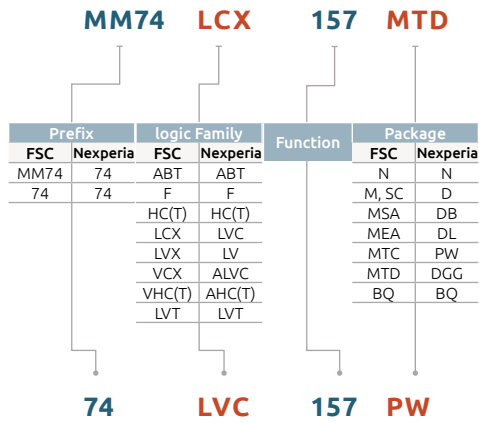 MM74 LCX 157 MTD
Prefix logic Family Function Package
FSC Nexperia FSC Nexperia FSC Nexperia
MM74 74 ABT ABT N N
74 74 F F M, SC D
HC(T) HC(T) MSA DB
LCX LVC MEA DL
LVX LV MTC PW
VCX ALVC MTD DGG
VHC(T) AHC(T) BQ BQ
LVT LVT
74 LVC 157 PW